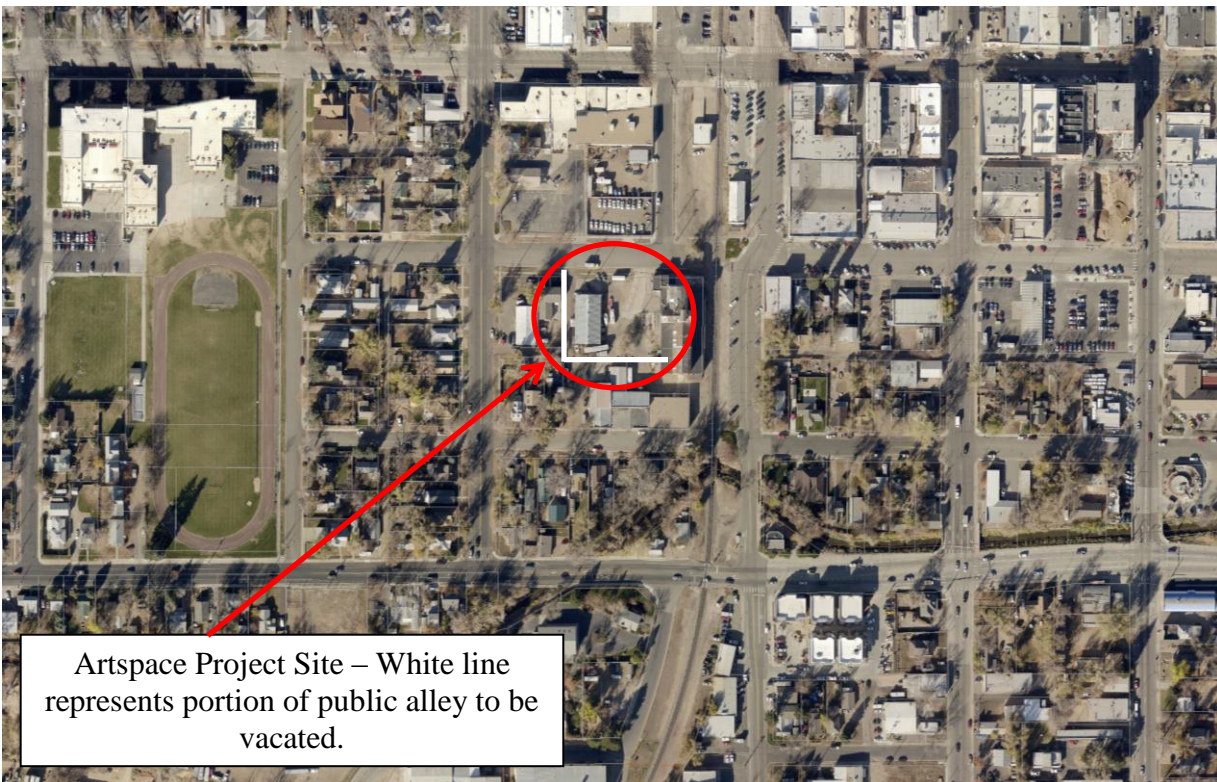 Artspace Project Site – White line
represents portion of public alley to be
vacated.